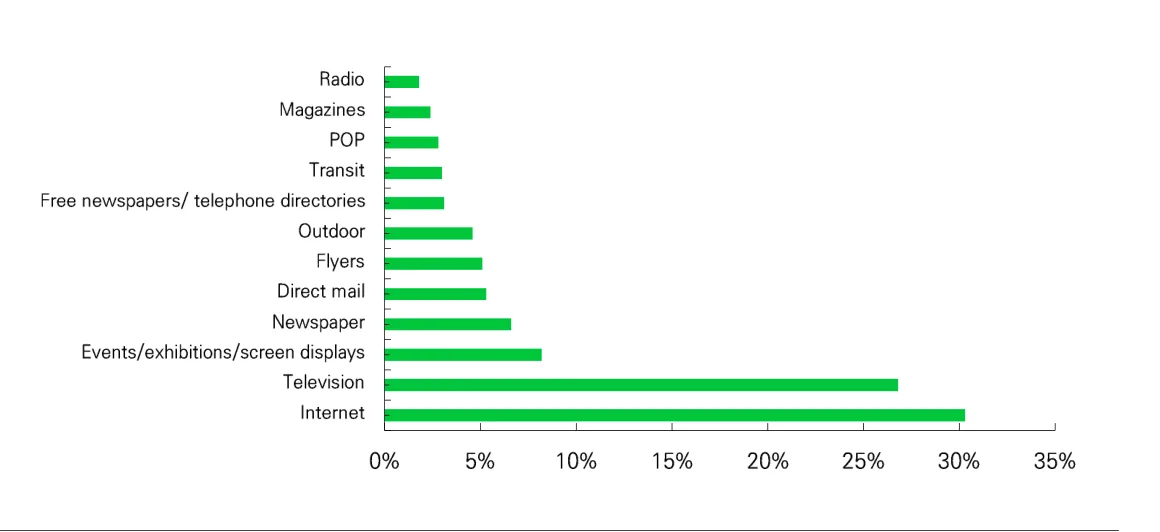 Radio
Magazines
POP
Transit
Free newspapers/ telephone directories
Outdoor
Flyers
Direct mail
Newspaper
Events/exhibitions/screen displays
Television
Internet
0% 5% 10% 15% 20% 25% 30% 35%